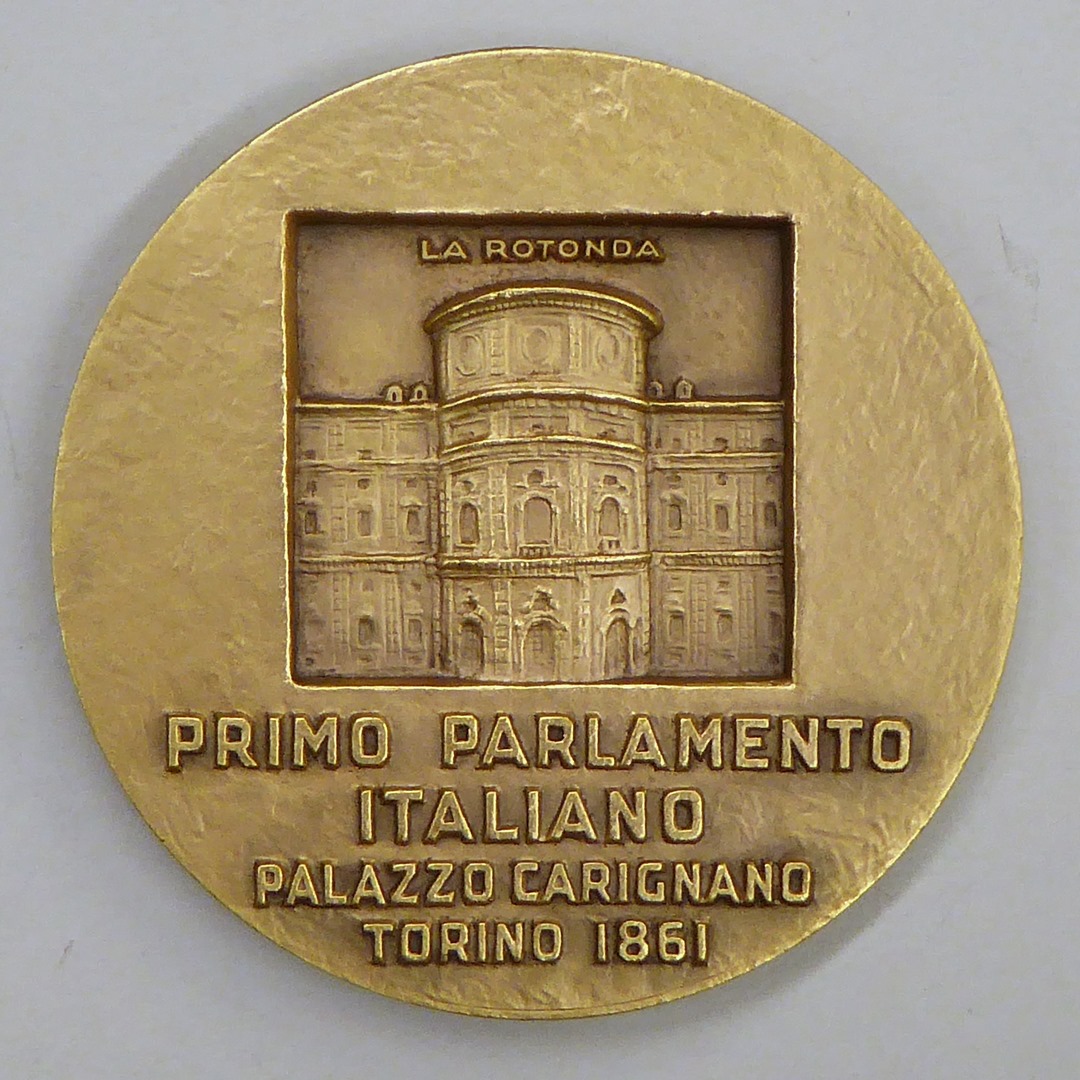 LA ROTONDA
PRIMO PARLAMENTO
ITALIANO
PALAZZO CARIGNANO
TORINO 1861